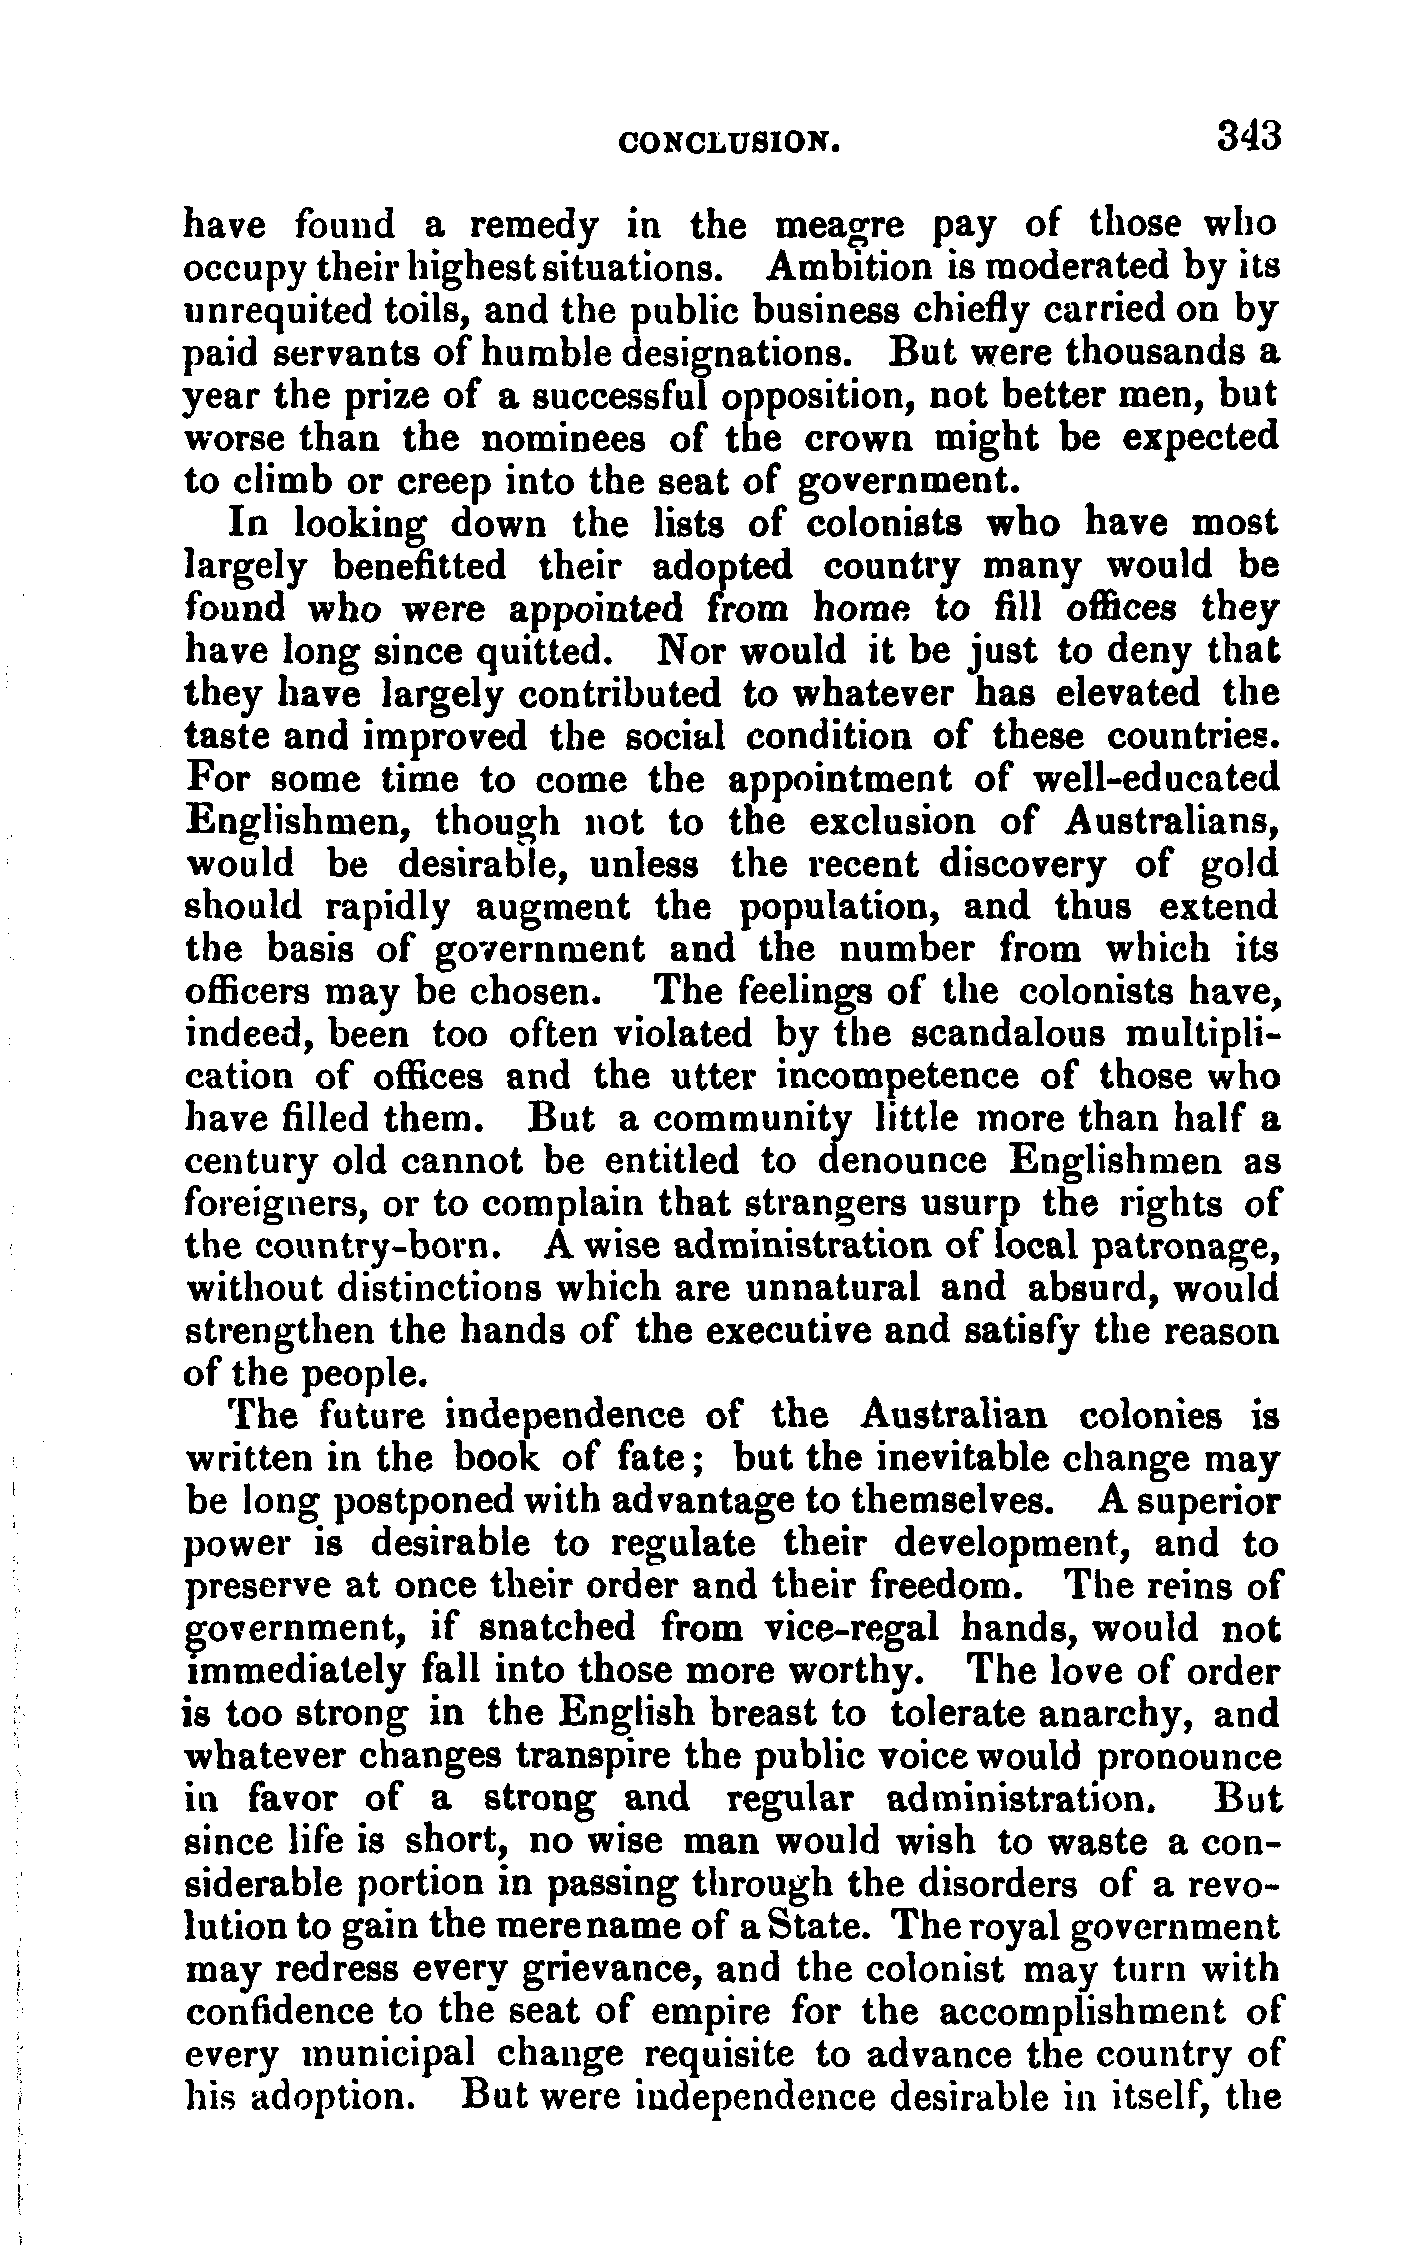 CONCLUSION. 343
have found a remedy in the meagre pay of those who
occupy their highest situations. Ambition is moderated by its
unrequited toils, and the public business chiefly carried on by
paid servants of humble designations. But were thousands a
year the prize of a successful opposition, not better men, but
worse than the nominees of the crown might be expected
to climb or creep into the seat of government.
In looking down the lists of colonists who have most
largely benefitted their adopted country many would be
found who were appointed from home to fill offices they
have long since quitted. Nor would it be just to deny that
they have largely contributed to whatever has elevated the
taste and improved the social condition of these countries.
For some time to come the appointment of well-educated
Englishmen, though not to the exclusion of Australians,
would be desirable, unless the recent discovery of gold
should rapidly augment the population, and thus extend
the basis of government and the number from which its
officers may be chosen. The feelings of the colonists have,
indeed, been too often violated by the scandalous multipli-
cation of offices and the utter incompetence of those who
have filled them. But a community little more than half a
century old cannot be entitled to denounce Englishmen as
foreigners, or to complain that strangers usurp the rights of
the country-born. A wise administration of local patronage,
without distinctions which are unnatural and absurd, would
strengthen the hands of the executive and satisfy the reason
of the people.
The future independence of the Australian colonies is
written in the book of fate; but the inevitable change may
be long postponed with advantage to themselves. A superior
power is desirable to regulate their development, and to
preserve at once their order and their freedom. The reins of
government, if snatched from vice-regal hands, would not
immediately fall into those more worthy. The love of order
is too strong in the English breast to tolerate anarchy, and
whatever changes transpire the public voice would pronounce
in favor of a strong and regular administration. But
since life is short, no wise man would wish to waste a con-
siderable portion in passing through the disorders of a revo-
lution to gain the mere name of a State. The royal government
may redress every grievance, and the colonist may turn with
confidence to the seat of empire for the accomplishment of
every municipal change requisite to advance the country of
his adoption. But were independence desirable in itself, the